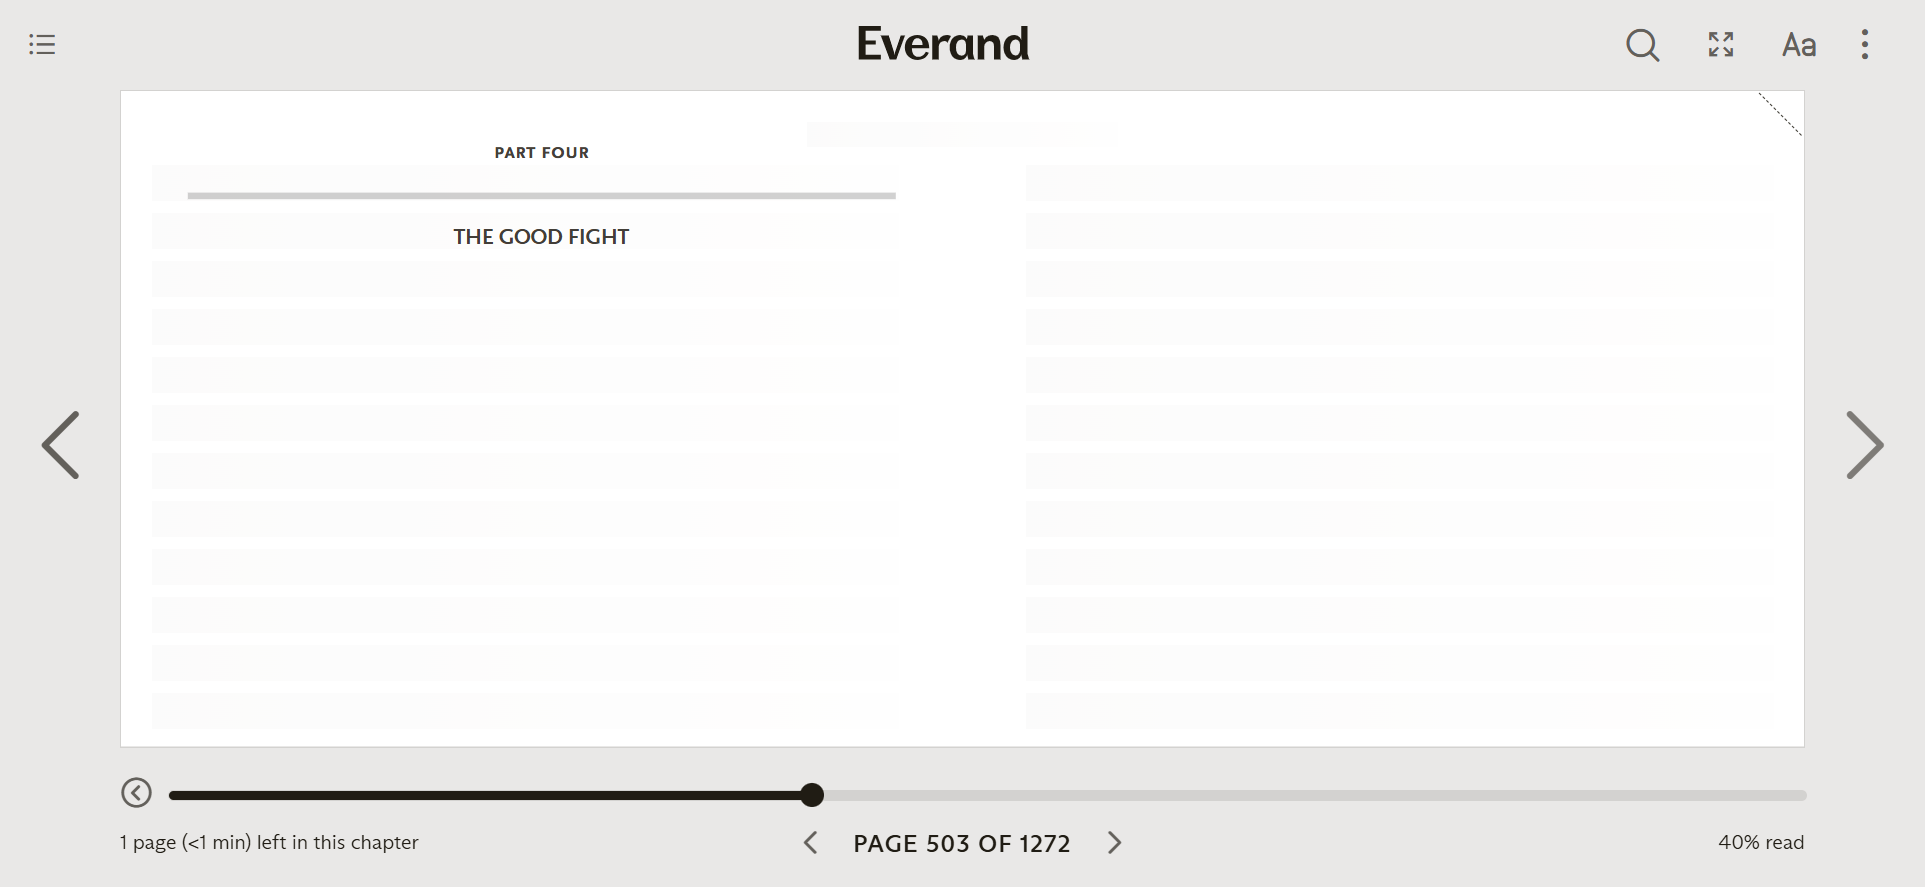 Everand
Aa
PART FOUR
THE GOOD FIGHT
1 page (<1 min) left in this chapter
PAGE 503 OF 1272
40% read